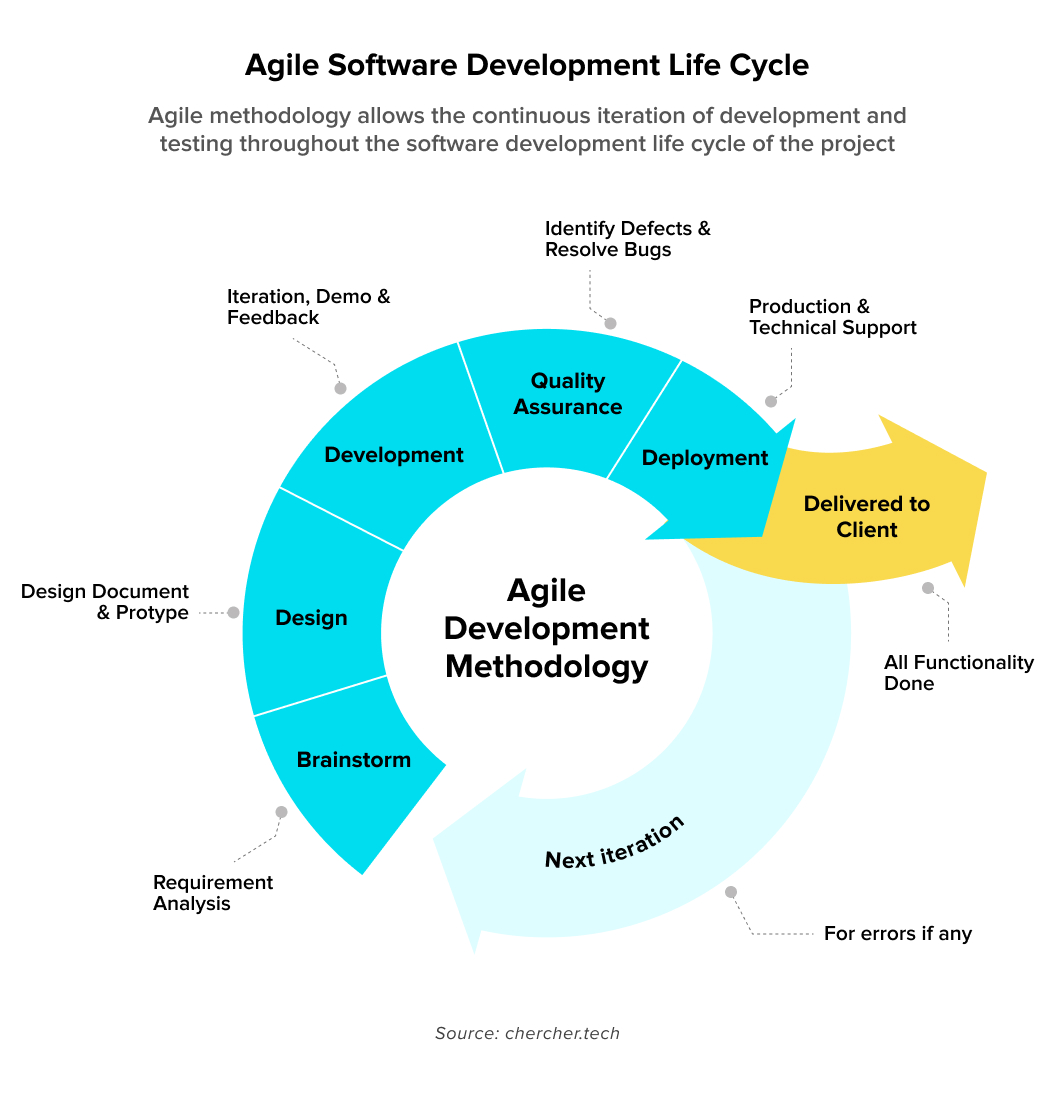 Agile Software Development Life Cycle
Agile methodology allows the continuous iteration of development and
testing throughout the software development life cycle of the project
Identify Defects &
Resolve Bugs
Iteration, Demo &
Feedback
Production &
Technical Support
Quality
Assurance
Development
Deployment
Delivered to
Client
Design Document
& Protype
Design
Agile
Development
Methodology
All Functionality
Done
Brainstorm
Next iteration
Requirement
Analysis
For errors if any
Source: chercher.tech